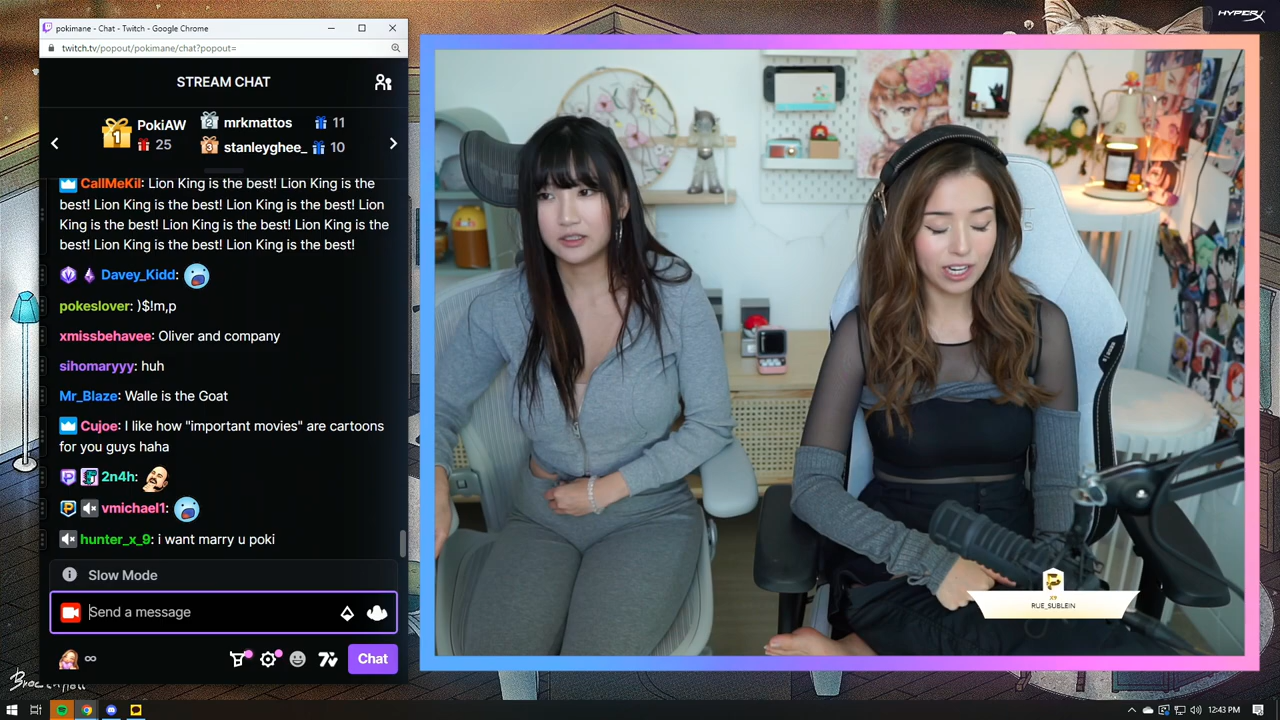 pokimane - Chat - Twitch - Google Chrome
twitch.tv/popout/pokimane/chat?popout=
STREAM CHAT
1 PokiAW 25
2 mrkmattos 11
3 stanleyghee_ 10
CallMeKil: Lion King is the best! Lion King is the
best! Lion King is the best! Lion King is the best! Lion
King is the best! Lion King is the best! Lion King is the
best! Lion King is the best! Lion King is the best!
Davey_Kidd:
pokeslover: )$!m,p
xmissbehavee: Oliver and company
sihomaryyy: huh
Mr_Blaze: Walle is the Goat
Cujoe: I like how "important movies" are cartoons
for you guys haha
2n4h:
vmichael1:
hunter_x_9: i want marry u poki
Slow Mode
Send a message
∞
Chat
HYPERX
X9
RUE_SUBLEIN
12:43 PM